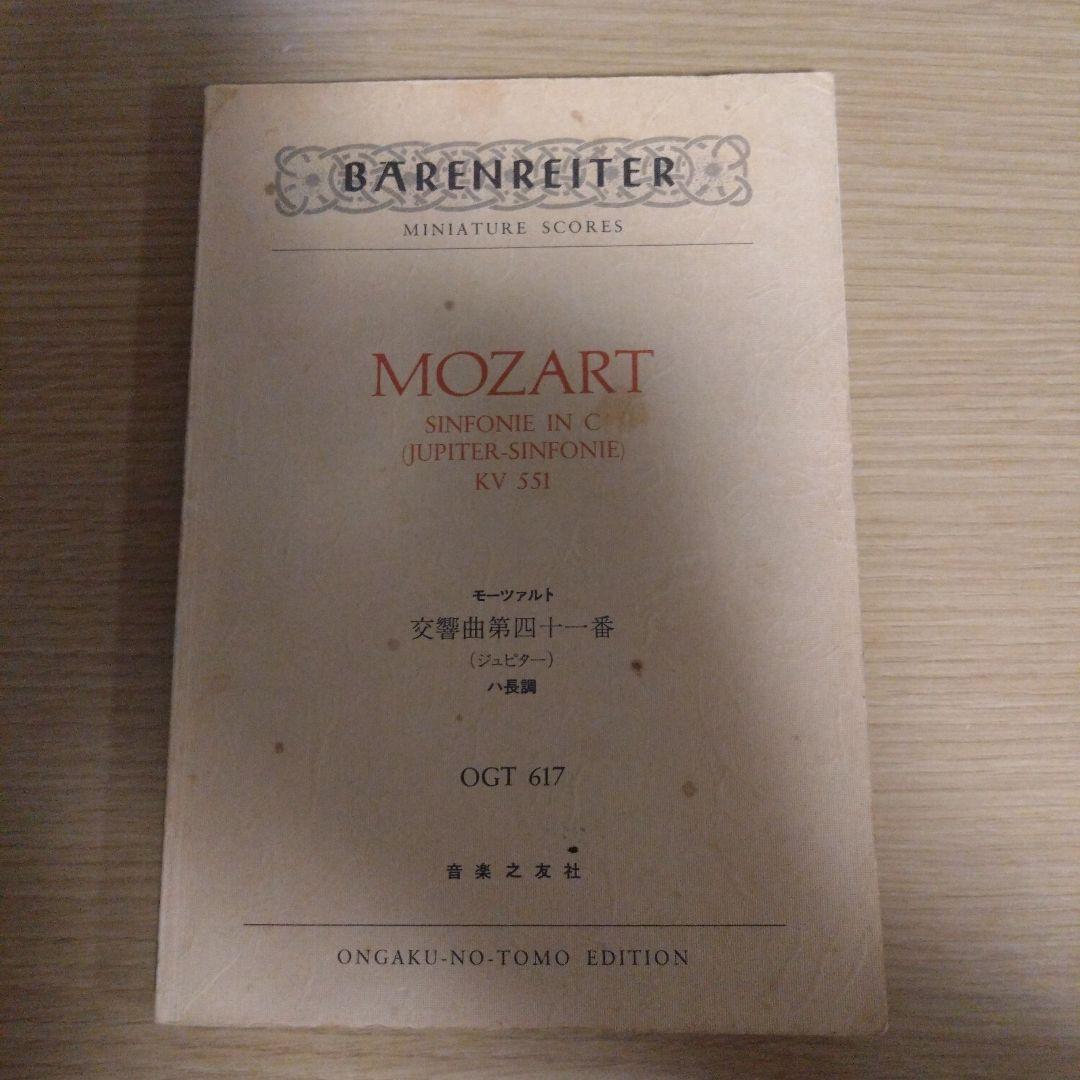 BÄRENREITER
MINIATURE SCORES
MOZART
SINFONIE IN C
(JUPITER-SINFONIE)
KV 551
モーツァルト
交響曲第四十一番
(ジュピター)
ハ長調
OGT 617
音楽之友社
ONGAKU-NO-TOMO EDITION